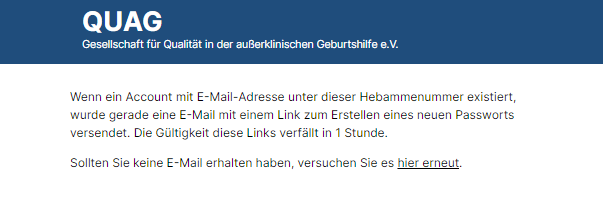 QUAG
Gesellschaft für Qualität in der außerklinischen Geburtshilfe e.V.
Wenn ein Account mit E-Mail-Adresse unter dieser Hebammenummer existiert,
wurde gerade eine E-Mail mit einem Link zum Erstellen eines neuen Passworts
versendet. Die Gültigkeit diese Links verfällt in 1 Stunde.
Sollten Sie keine E-Mail erhalten haben, versuchen Sie es hier erneut.